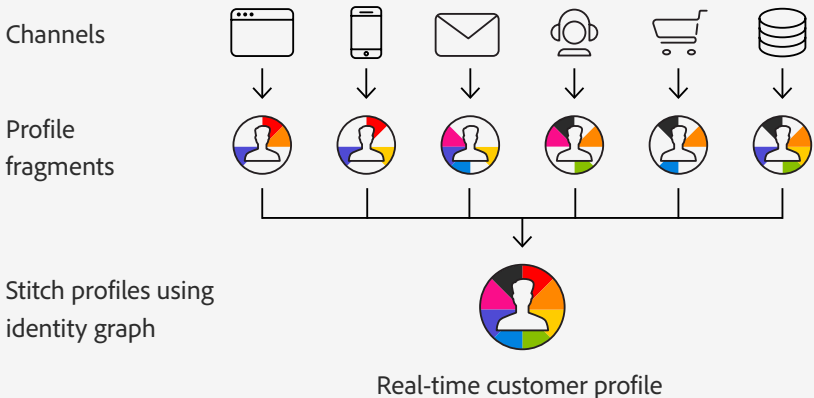 Channels
Profile
fragments
Stitch profiles using
identity graph
Real-time customer profile